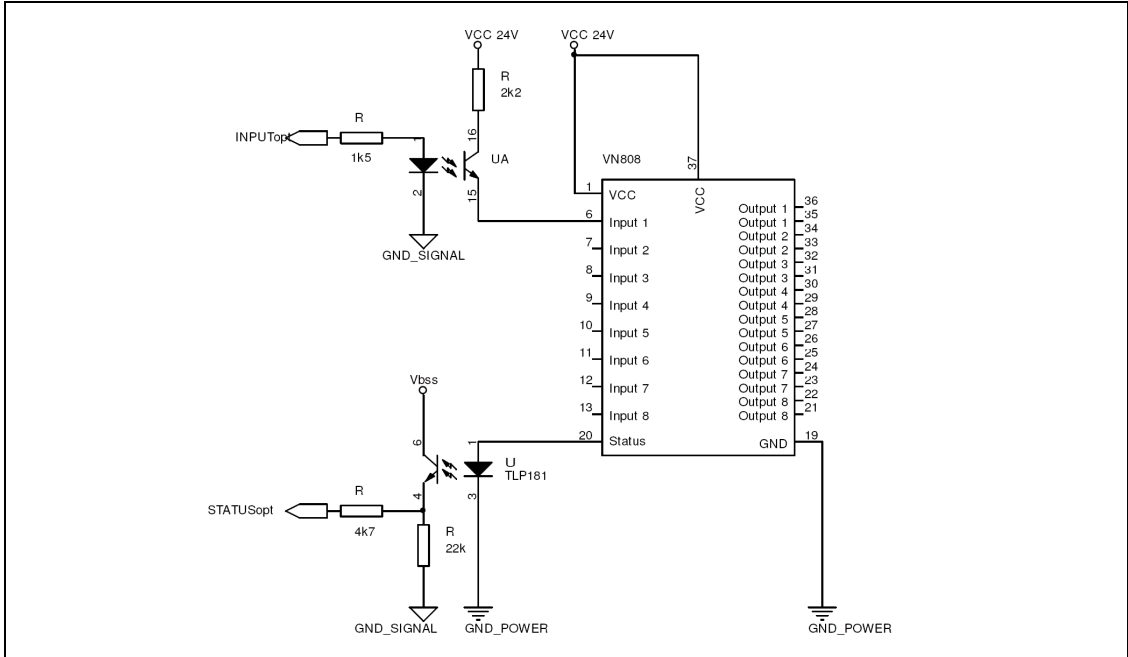 VCC 24V
VCC 24V
R
2k2
R
1k5
INPUTopt
1
2
16
15
UA
GND_SIGNAL
VN808
37
VCC
1
VCC
6
Input 1
7
Input 2
8
Input 3
9
Input 4
10
Input 5
11
Input 6
12
Input 7
13
Input 8
20
Status
Output 1
36
Output 1
35
Output 2
34
Output 2
33
Output 3
32
Output 3
31
Output 4
30
Output 4
29
Output 5
28
Output 5
27
Output 6
26
Output 6
25
Output 7
24
Output 7
23
Output 8
22
Output 8
21
GND
19
Vbss
6
4
1
3
U
TLP181
R
4k7
STATUSopt
R
22k
GND_SIGNAL
GND_POWER
GND_POWER